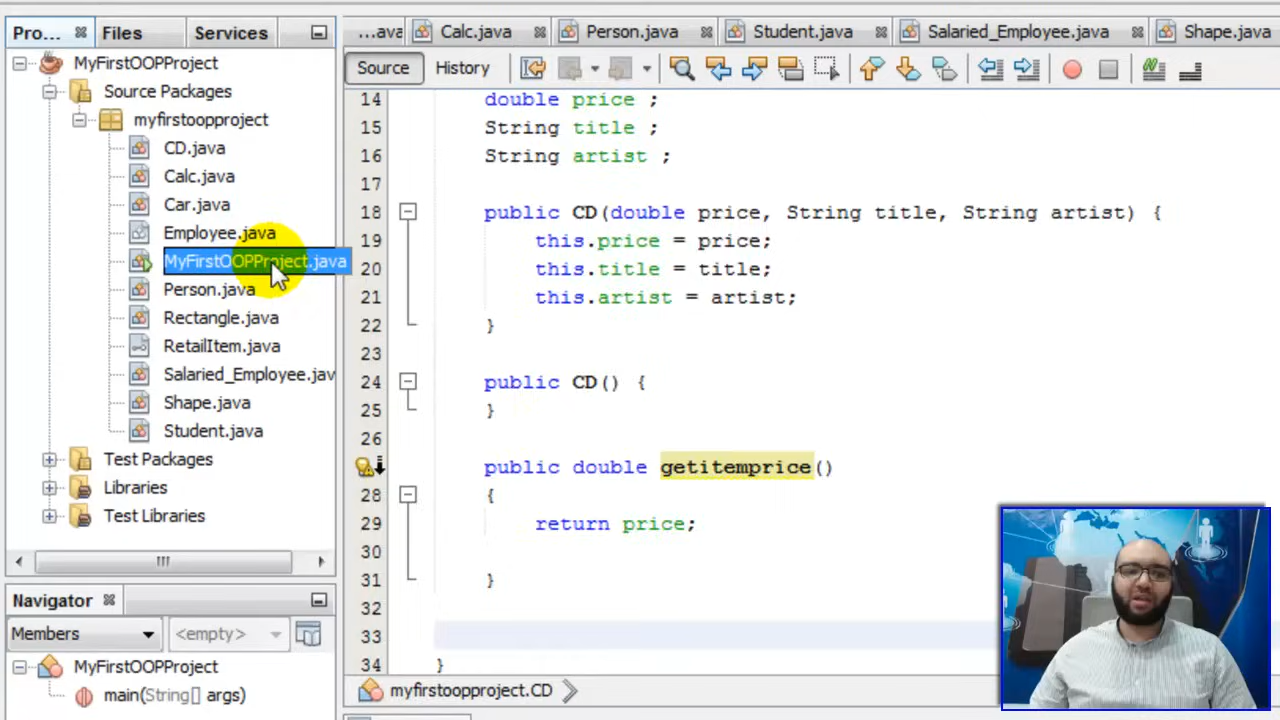 Pro...
Files
Services
MyFirstOOPProject
Source Packages
myfirstoopproject
CD.java
Calc.java
Car.java
Employee.java
MyFirstOOPProject.java
Person.java
Rectangle.java
RetailItem.java
Salaried_Employee.jav
Shape.java
Student.java
Test Packages
Libraries
Test Libraries
Navigator
Members
<empty>
MyFirstOOPProject
main(String[] args)
...ava
Calc.java
Person.java
Student.java
Salaried_Employee.java
Shape.java
Source
History
14 double price ;
15 String title ;
16 String artist ;
17
18 public CD(double price, String title, String artist) {
19 this.price = price;
20 this.title = title;
21 this.artist = artist;
22 }
23
24 public CD() {
25 }
26
public double getitemprice()
28 {
29 return price;
30
31 }
32
33
34 }
myfirstoopproject.CD